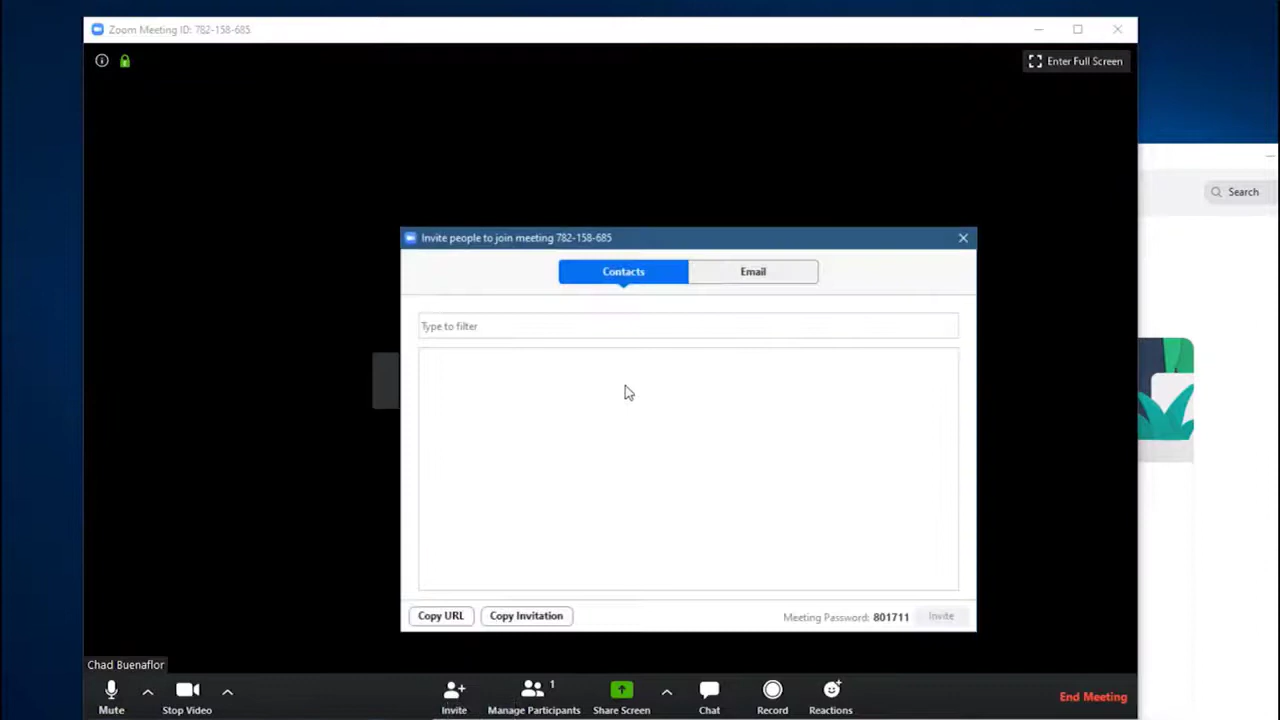 Zoom Meeting ID: 782-158-685
Enter Full Screen
Search
Invite people to join meeting 782-158-685
Contacts
Email
Type to filter
Copy URL
Copy Invitation
Meeting Password: 801711
Invite
Chad Buenaflor
1
Mute
Stop Video
Invite
Manage Participants
Share Screen
Chat
Record
Reactions
End Meeting